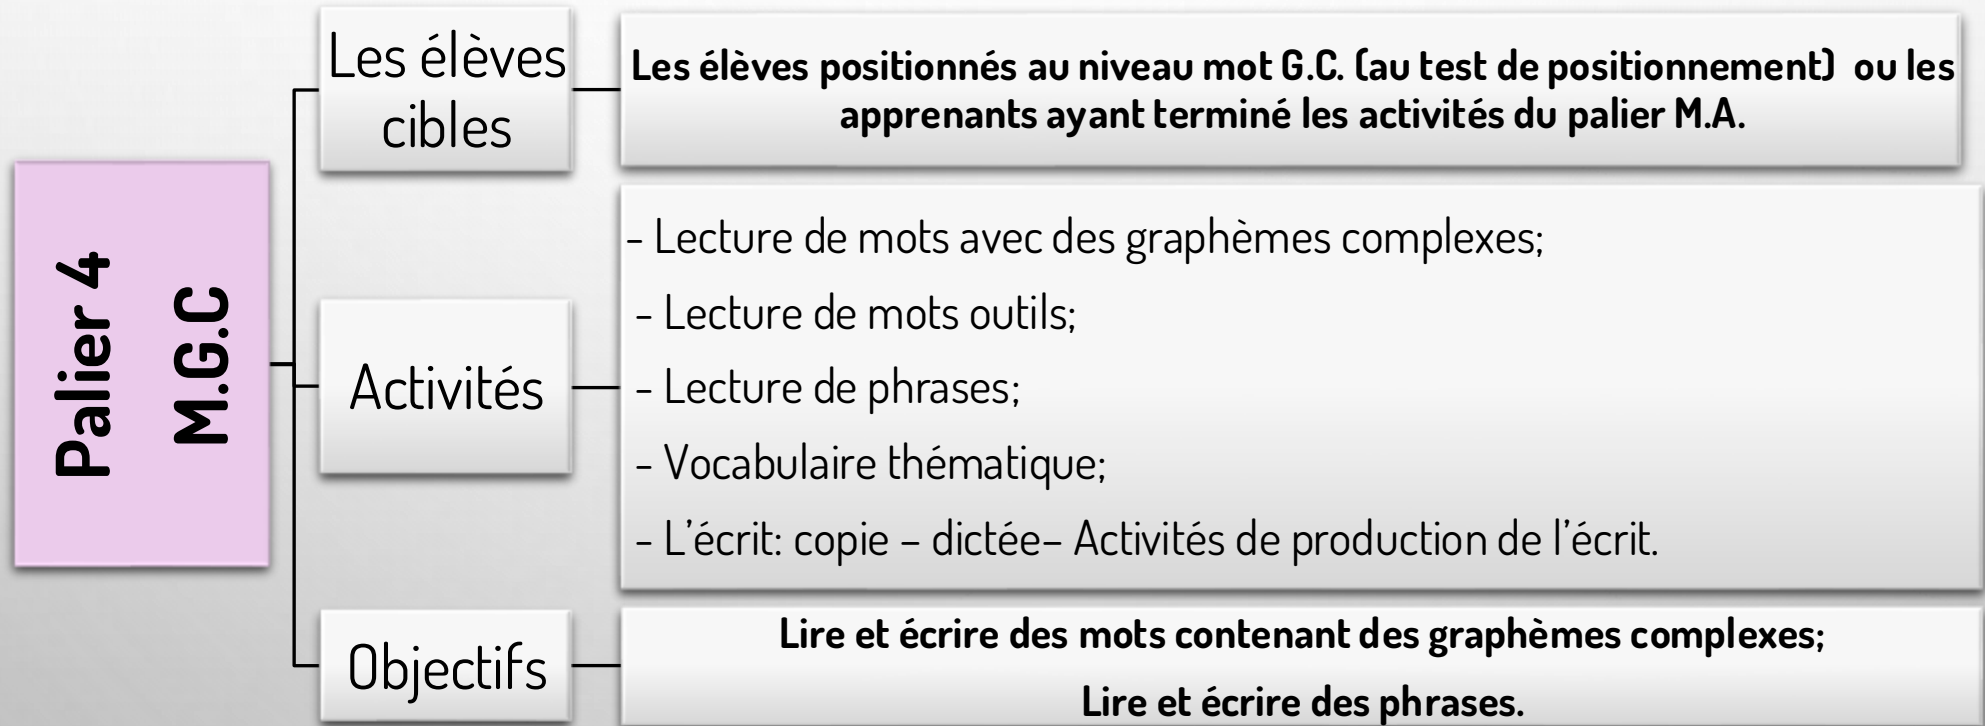 Palier 4
M.G.C
Les élèves
cibles
Les élèves positionnés au niveau mot G.C. (au test de positionnement) ou les
apprenants ayant terminé les activités du palier M.A.
Activités
- Lecture de mots avec des graphèmes complexes;
- Lecture de mots outils;
- Lecture de phrases;
- Vocabulaire thématique;
- L'écrit: copie – dictée– Activités de production de l'écrit.
Objectifs
Lire et écrire des mots contenant des graphèmes complexes;
Lire et écrire des phrases.